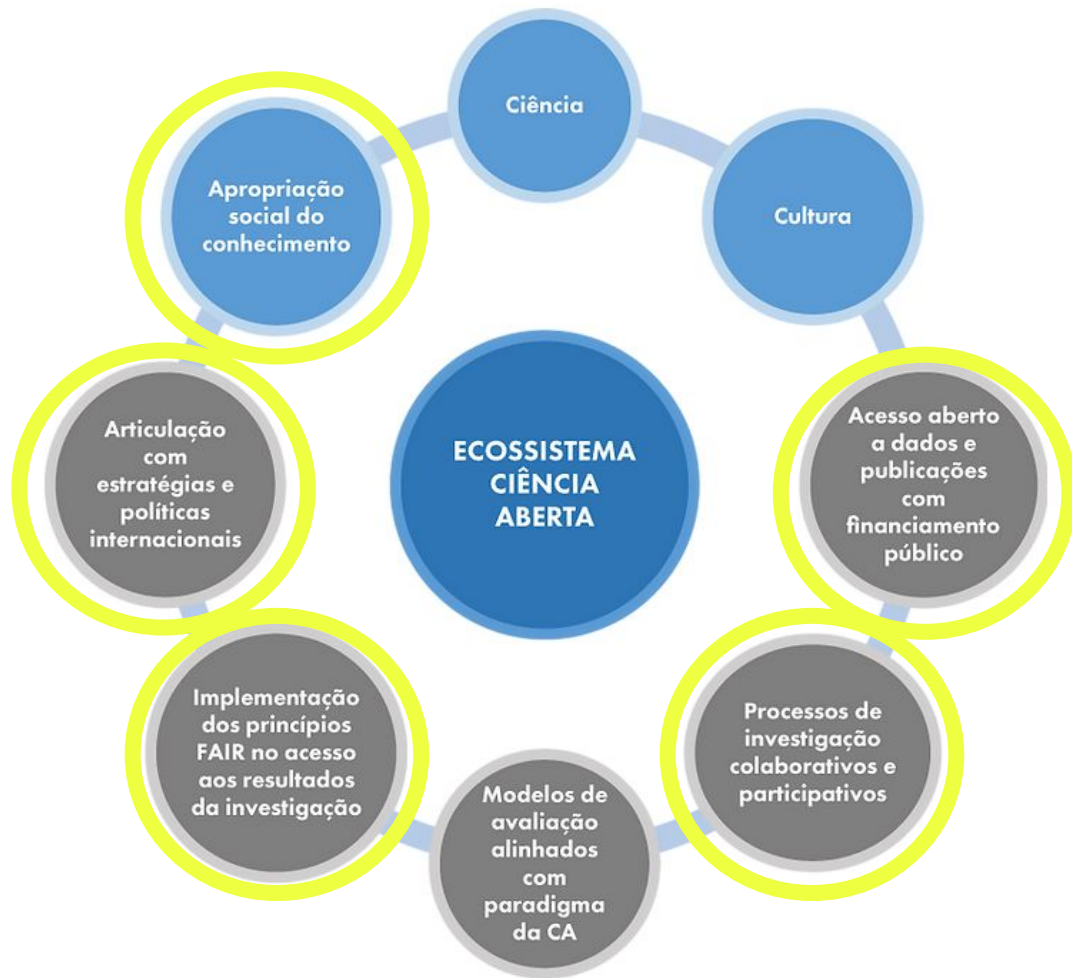 Ciência
Cultura
Acesso aberto
a dados e
publicações
com
financiamento
público
Processos de
investigação
colaborativos e
participativos
Modelos de
avaliação
alinhados
com
paradigma
da CA
Implementação
dos princípios
FAIR no acesso
aos resultados
da investigação
Articulação
com
estratégias e
políticas
internacionais
Apropriação
social do
conhecimento
ECOSSISTEMA
CIÊNCIA
ABERTA